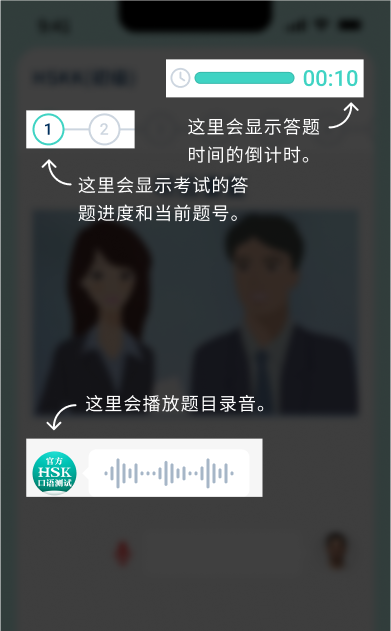 00:10
1
2
这里会显示答题
时间的倒计时。
这里会显示考试的答
题进度和当前题号。
这里会播放题目录音。
官方
HSK
口语测试